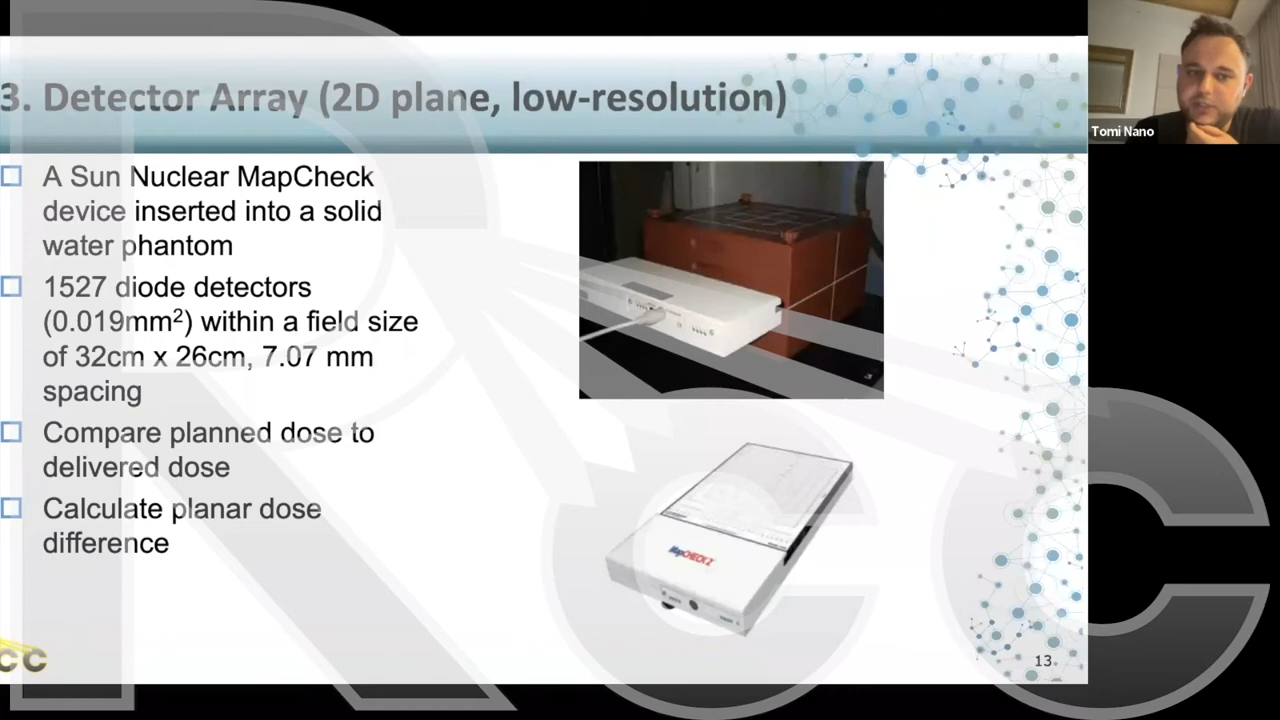 3. Detector Array (2D plane, low-resolution)
Tomi Nano
A Sun Nuclear MapCheck
device inserted into a solid
water phantom
1527 diode detectors
(0.019mm²) within a field size
of 32cm x 26cm, 7.07 mm
spacing
Compare planned dose to
delivered dose
Calculate planar dose
difference
MapCHECK2
13
CC
RCC